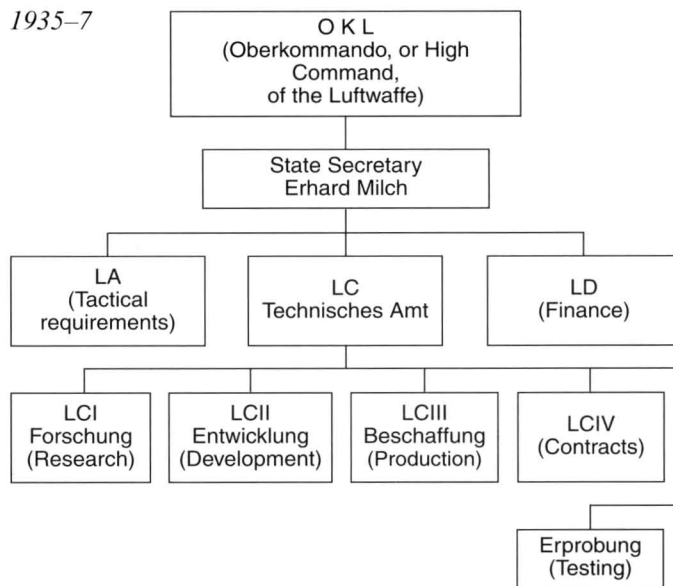 1935–7
O K L
(Oberkommando, or High
Command,
of the Luftwaffe)
State Secretary
Erhard Milch
LA
(Tactical
requirements)
LC
Technisches Amt
LD
(Finance)
LCI
Forschung
(Research)
LCII
Entwicklung
(Development)
LCIII
Beschaffung
(Production)
LCIV
(Contracts)
Erprobung
(Testing)